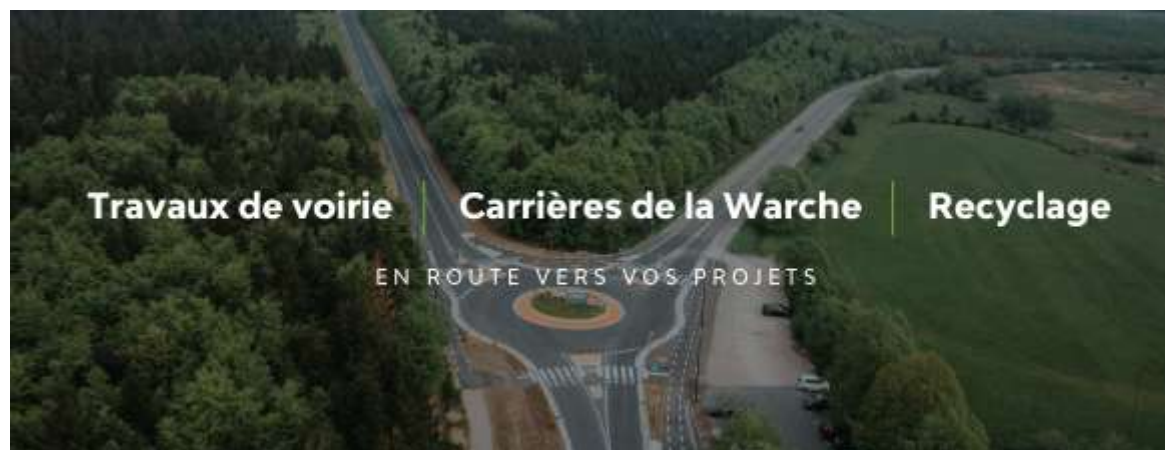 Travaux de voirie | Carrières de la Warche | Recyclage
EN ROUTE VERS VOS PROJETS